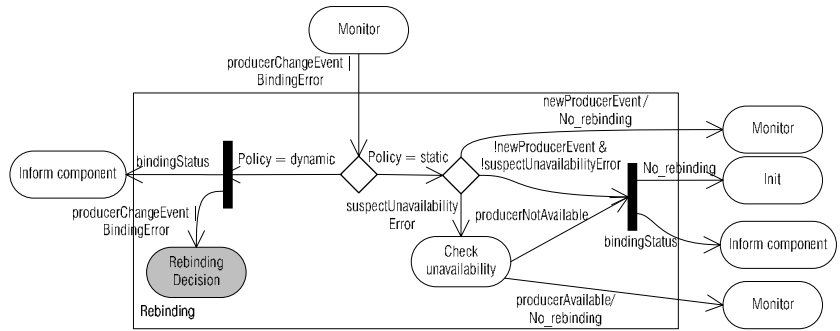 Monitor
producerChangeEvent |
BindingError
newProducerEvent /
No_rebinding
Monitor
!newProducerEvent &
!suspectUnavailabilityError
bindingStatus
Policy = dynamic
Policy = static
No_rebinding
Inform component
Init
producerChangeEvent |
BindingError
suspectUnavailability
Error
producerNotAvailable
bindingStatus
Inform component
Check
unavailability
Rebinding
Decision
producerAvailable/
No_rebinding
Monitor
Rebinding